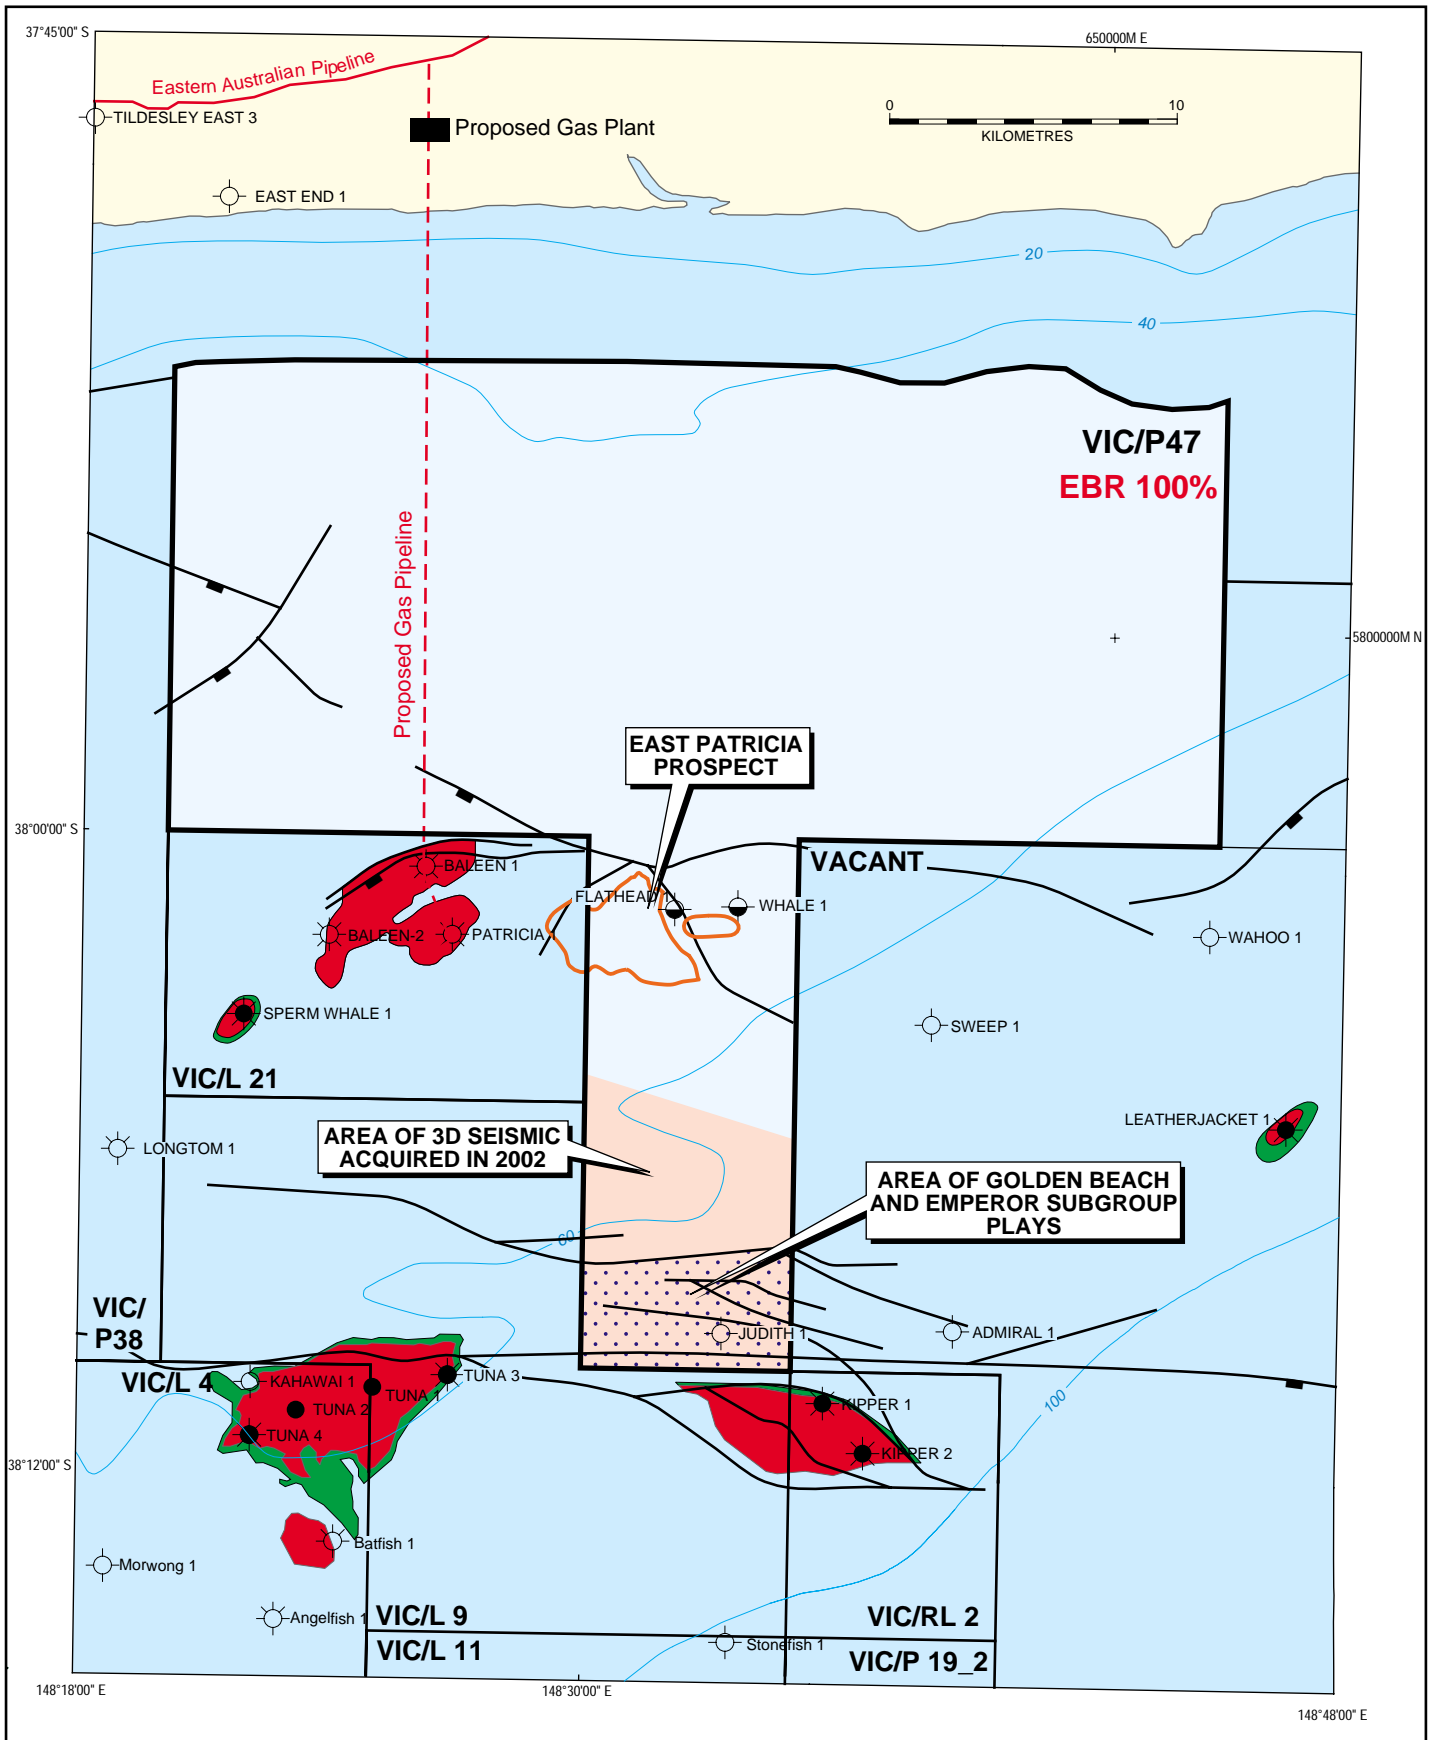 37°45'00" S
650000M E
Eastern Australian Pipeline
TILDESLEY EAST 3
Proposed Gas Plant
0 10
KILOMETRES
EAST END 1
20
40
VIC/P47
EBR 100%
Proposed Gas Pipeline
5800000M N
EAST PATRICIA
PROSPECT
38°00'00" S
VACANT
BALEEN 1
FLATHEAD 1
WHALE 1
BALEEN-2
PATRICIA 1
WAHOO 1
SPERM WHALE 1
SWEEP 1
VIC/L 21
LEATHERJACKET 1
AREA OF 3D SEISMIC
ACQUIRED IN 2002
LONGTOM 1
AREA OF GOLDEN BEACH
AND EMPEROR SUBGROUP
PLAYS
60
VIC/
P38
JUDITH 1
ADMIRAL 1
VIC/L 4
KAHAWAI 1
TUNA 3
TUNA 1
TUNA 2
TUNA 4
KIPPER 1
KIPPER 2
100
38°12'00" S
Batfish 1
Morwong 1
Angelfish 1
VIC/L 9
VIC/RL 2
VIC/L 11
Stonefish 1
VIC/P 19_2
148°18'00" E
148°30'00" E
148°48'00" E